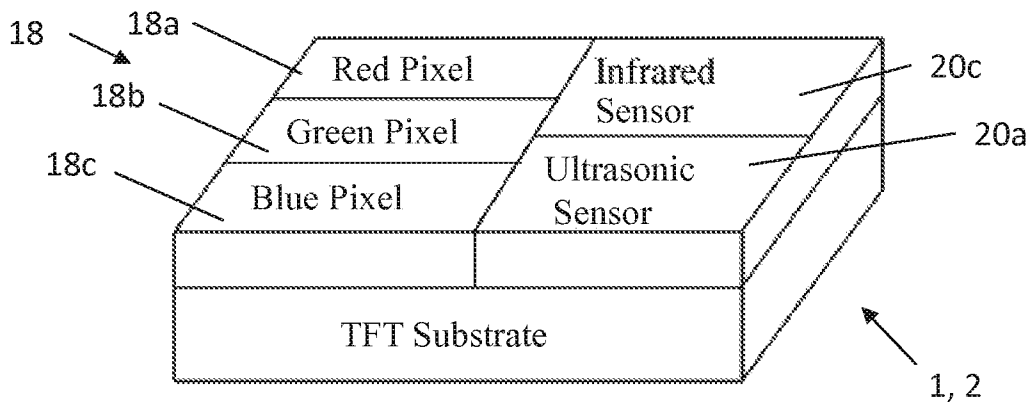 18
18a
18b
18c
Red Pixel
Green Pixel
Blue Pixel
Infrared
Sensor
Ultrasonic
Sensor
20c
20a
TFT Substrate
1, 2